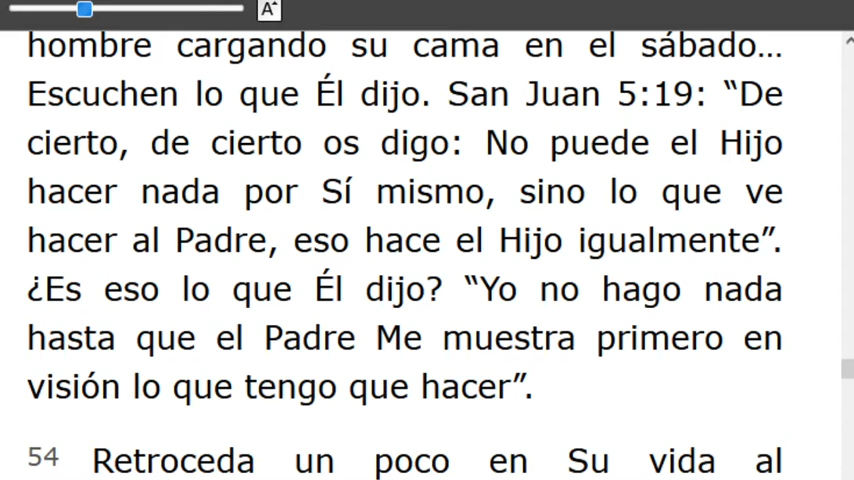 A
hombre cargando su cama en el sábado...
Escuchen lo que Él dijo. San Juan 5:19: “De
cierto, de cierto os digo: No puede el Hijo
hacer nada por Sí mismo, sino lo que ve
hacer al Padre, eso hace el Hijo igualmente”.
¿Es eso lo que Él dijo? “Yo no hago nada
hasta que el Padre Me muestra primero en
visión lo que tengo que hacer”.
54 Retroceda un poco en Su vida al